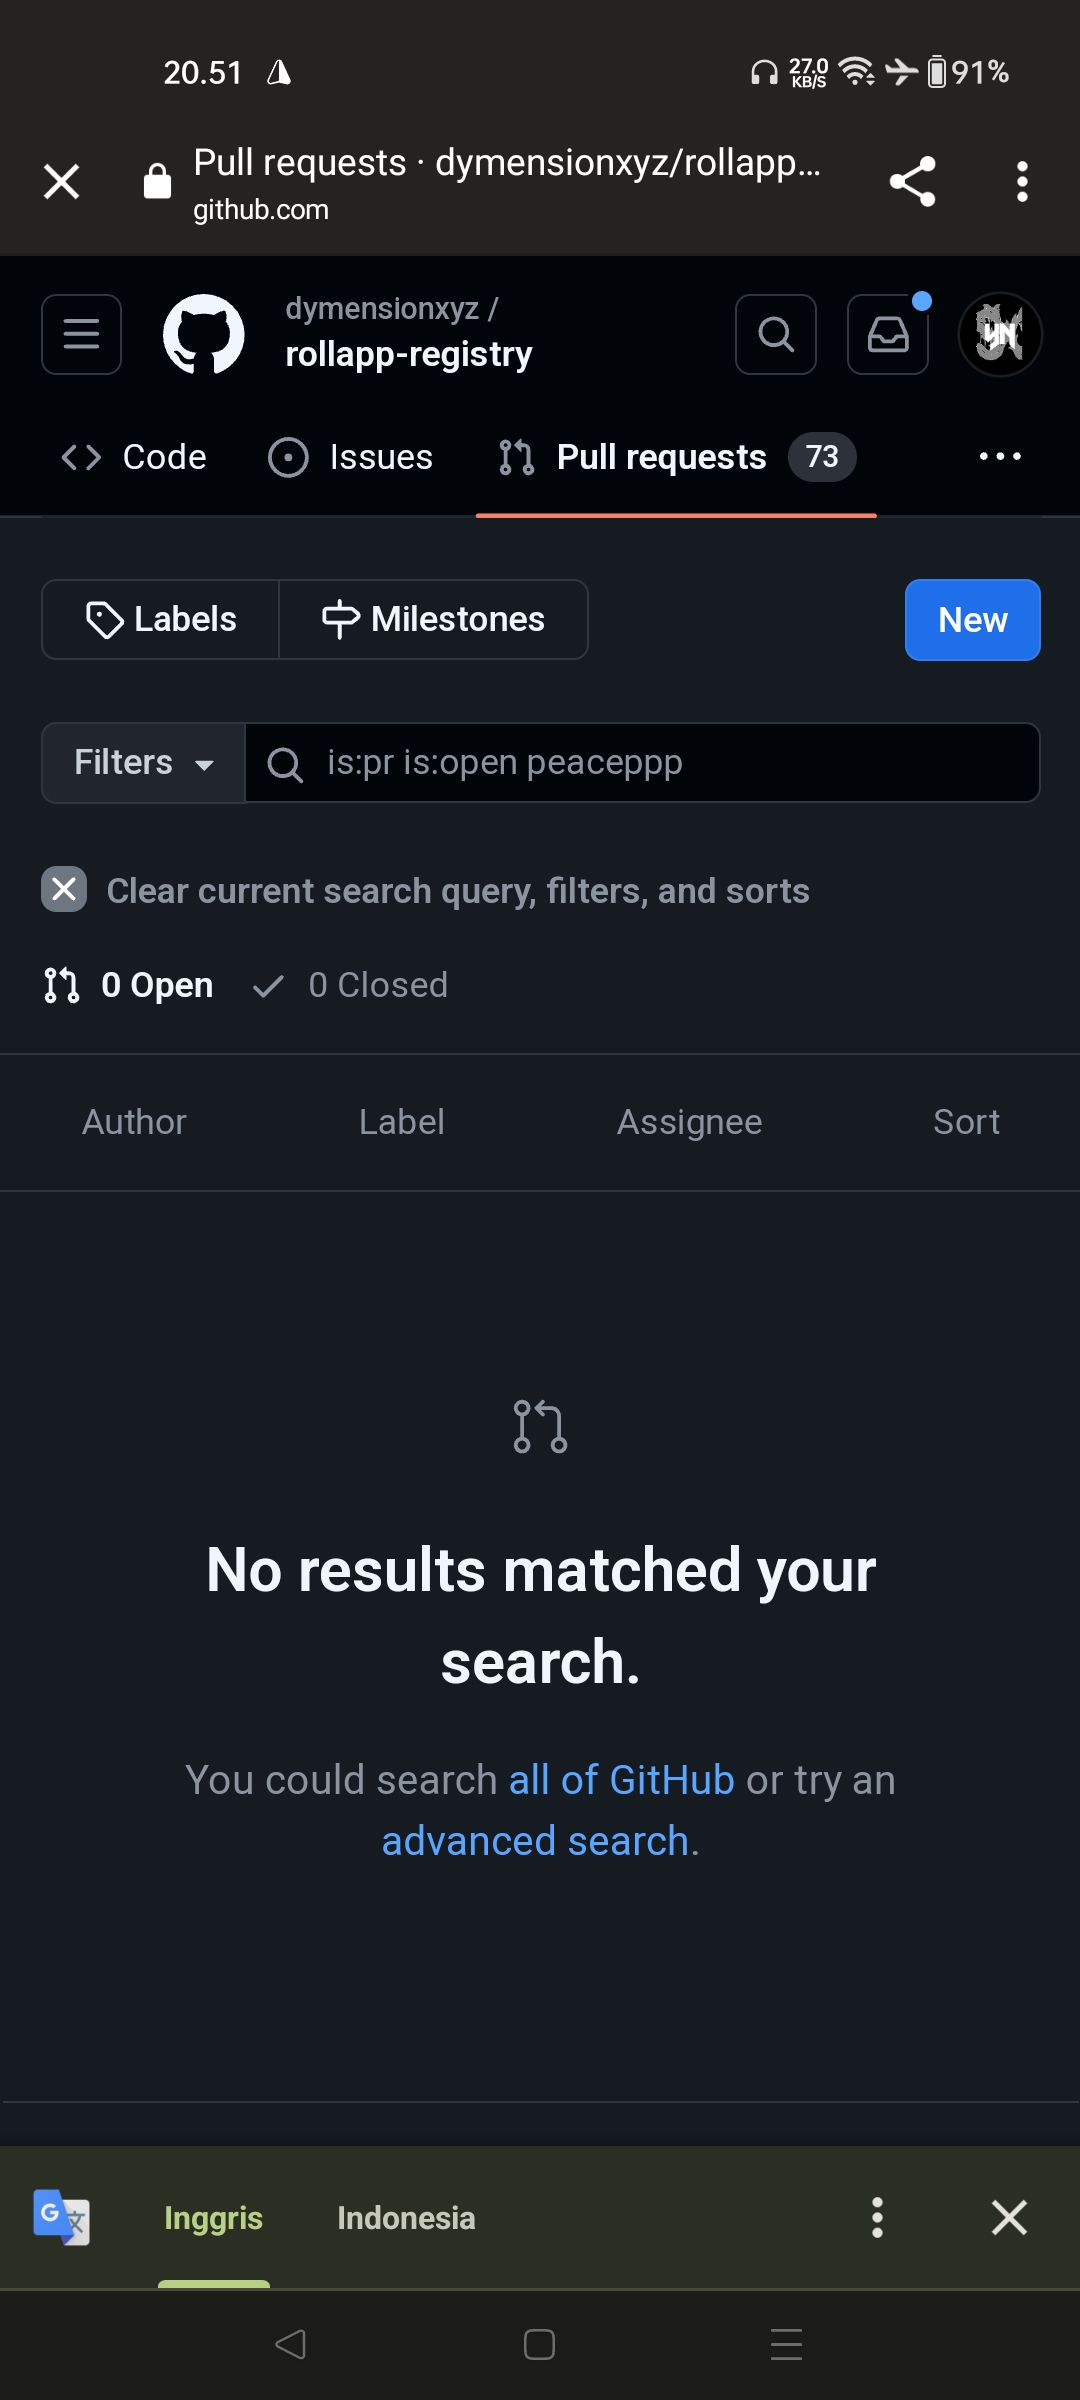 20.51
27.0
KB/S
91%
Pull requests · dymensionxyz/rollapp...
github.com
dymensionxyz /
rollapp-registry
YN
Code
Issues
Pull requests 73
Labels
Milestones
New
Filters
is:pr is:open peaceppp
Clear current search query, filters, and sorts
0 Open
0 Closed
Author
Label
Assignee
Sort
No results matched your
search.
You could search all of GitHub or try an
advanced search.
G
文
Inggris
Indonesia